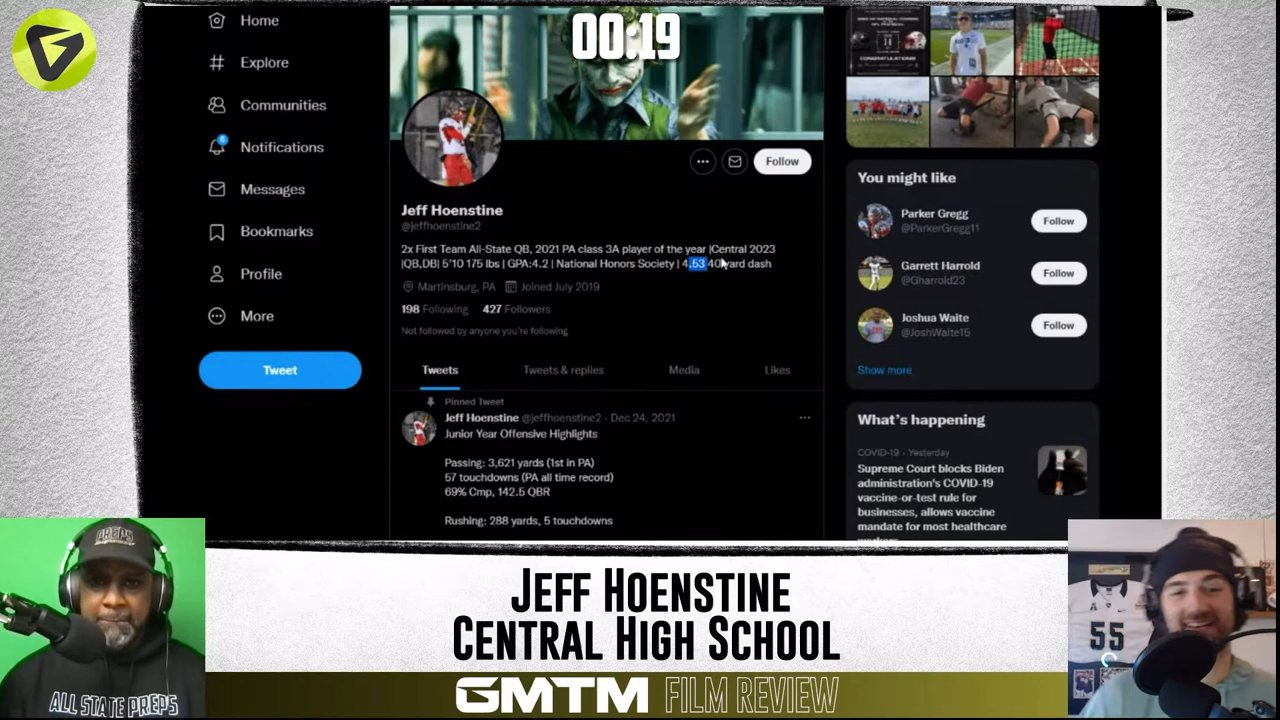 00:19
Home
Explore
Communities
6
Notifications
Messages
Bookmarks
Profile
More
Tweet
Follow
Jeff Hoenstine
@jeffhoenstine2
2x First Team All-State QB, 2021 PA class 3A player of the year |Central 2023
|QB,DB| 5'10 175 lbs | GPA:4.2 | National Honors Society | 4.53 40 yard dash
Martinsburg, PA Joined July 2019
198 Following 427 Followers
Not followed by anyone you're following
Tweets Tweets & replies Media Likes
Pinned Tweet
Jeff Hoenstine @jeffhoenstine2 · Dec 24, 2021
Junior Year Offensive Highlights
Passing: 3,621 yards (1st in PA)
57 touchdowns (PA all time record)
69% Cmp, 142.5 QBR
Rushing: 288 yards, 5 touchdowns
CONGRATULATIONS!
You might like
Parker Gregg
@ParkerGregg11
Follow
Garrett Harrold
@Gharrold23
Follow
Joshua Waite
@JoshWaite15
Follow
Show more
What's happening
COVID-19 · Yesterday
Supreme Court blocks Biden
administration's COVID-19
vaccine-or-test rule for
businesses, allows vaccine
mandate for most healthcare
workers
PREPS
ALL STATE PREPS
55
JEFF HOENSTINE
CENTRAL HIGH SCHOOL
GMTM FILM REVIEW